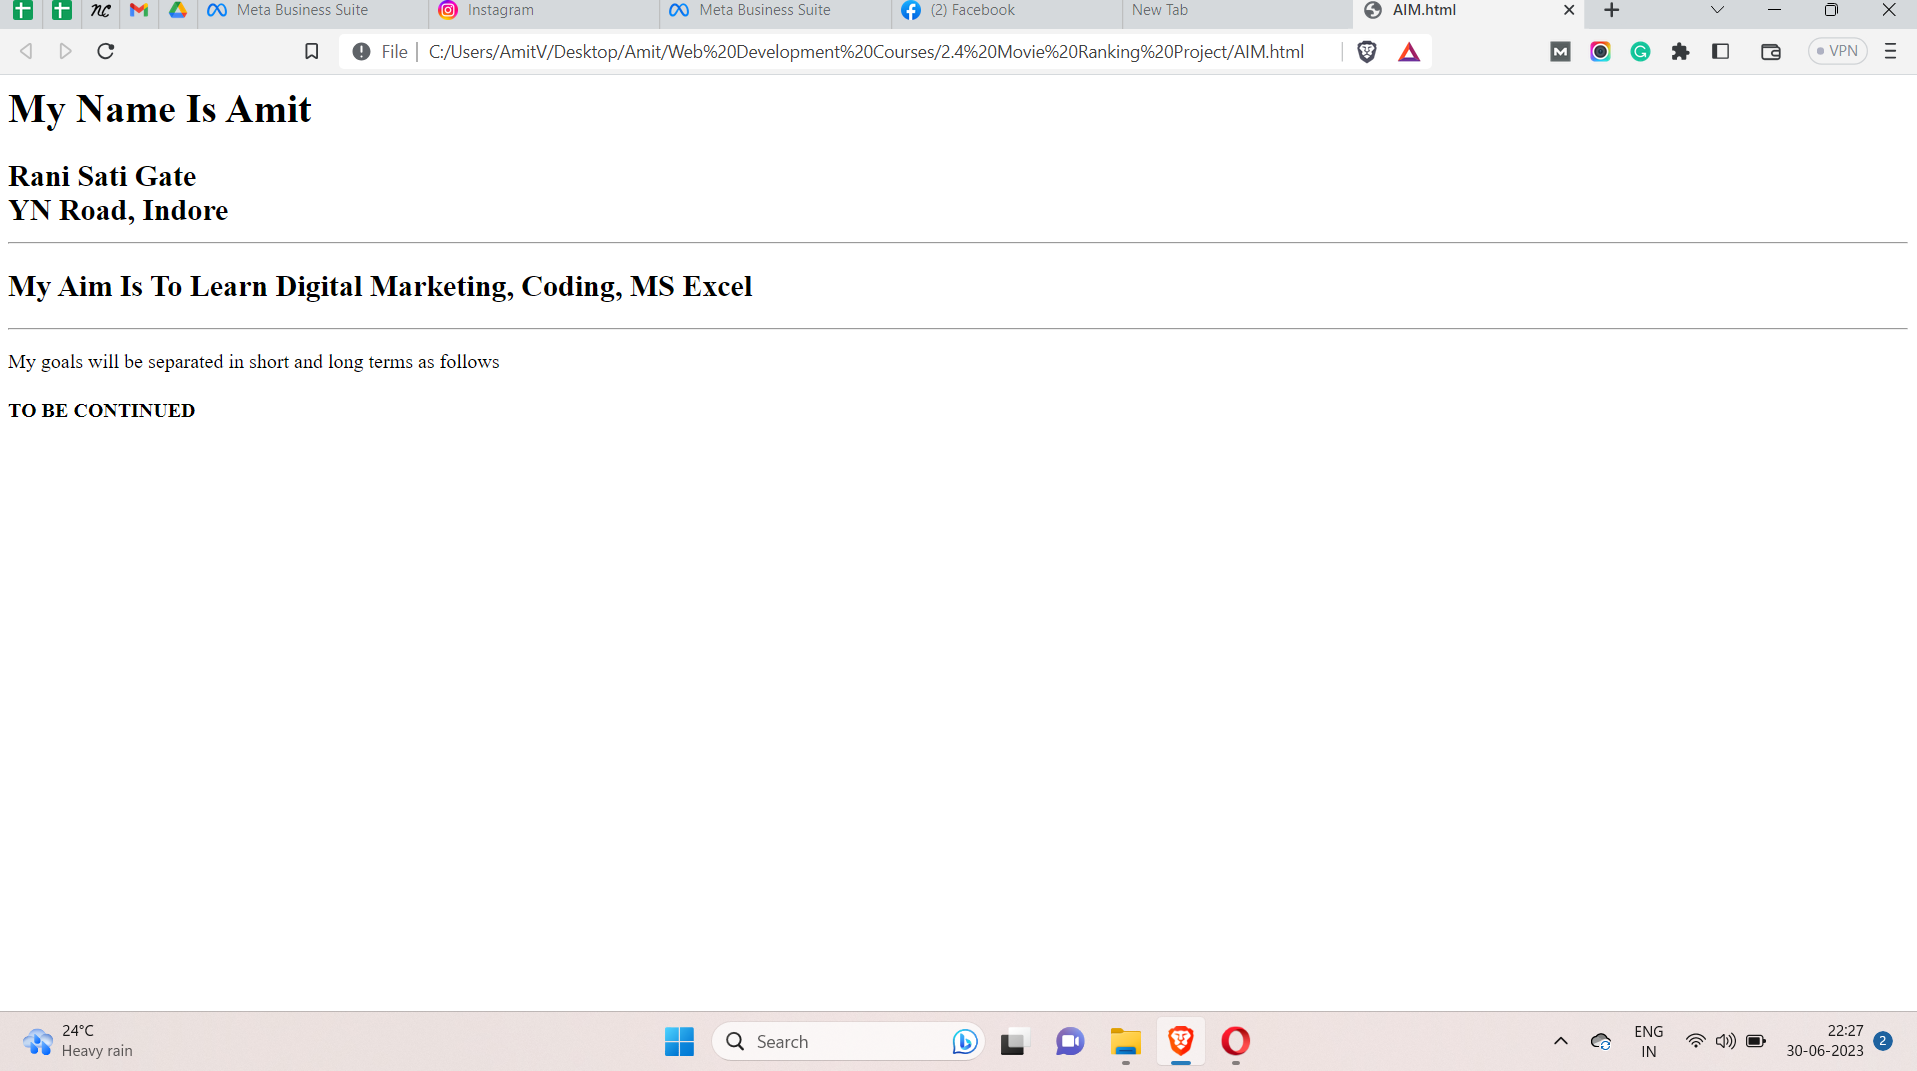 Meta Business Suite
Instagram
Meta Business Suite
(2) Facebook
New Tab
AIM.html
File
C:/Users/AmitV/Desktop/Amit/Web%20Development%20Courses/2.4%20Movie%20Ranking%20Project/AIM.html
VPN
My Name Is Amit
Rani Sati Gate
YN Road, Indore
My Aim Is To Learn Digital Marketing, Coding, MS Excel
My goals will be separated in short and long terms as follows
TO BE CONTINUED
24°C
Heavy rain
Search
ENG
IN
22:27
30-06-2023
2